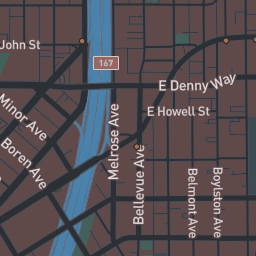 John St
167
E Denny Way
E Howell St
Minor Ave
Boren Ave
Melrose Ave
Bellevue Ave
Belmont Ave
Boylston Ave